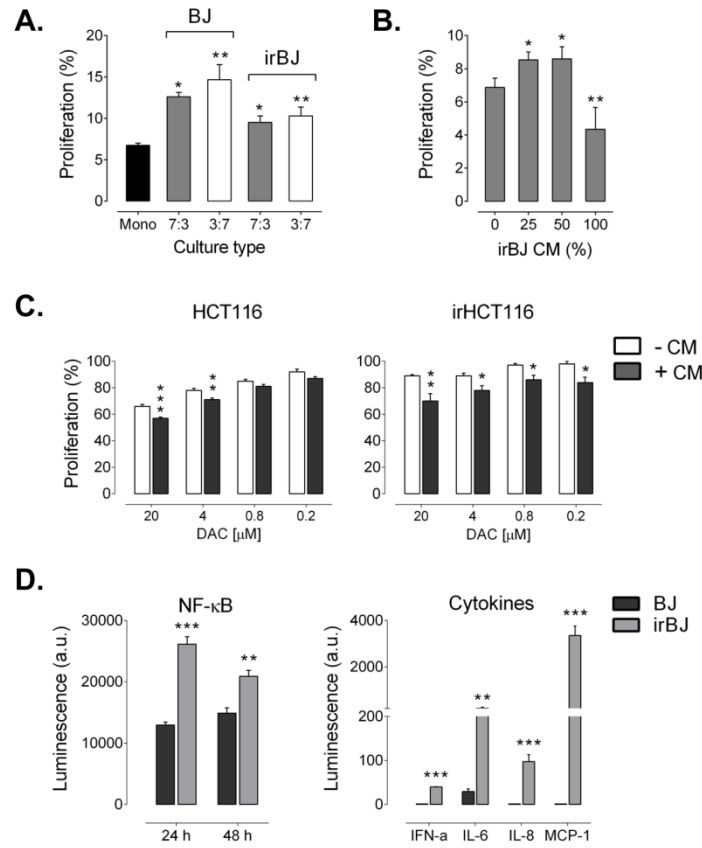 A.
BJ
irBJ
Proliferation (%)
20
15
10
5
0
*
**
*
**
Mono 7:3 3:7 7:3 3:7
Culture type
B.
Proliferation (%)
10
8
6
4
2
0
*
*
**
0 25 50 100
irBJ CM (%)
C.
HCT116
Proliferation (%)
100
80
60
40
20
0
***
**
20 4 0.8 0.2
DAC [μM]
irHCT116
100
80
60
40
20
0
**
*
*
*
20 4 0.8 0.2
DAC [μM]
- CM
+ CM
D.
NF-κB
Luminescence (a.u.)
30000
20000
10000
0
***
**
24 h 48 h
Cytokines
Luminescence (a.u.)
4000
2000
200
100
0
***
**
***
***
IFN-a IL-6 IL-8 MCP-1
BJ
irBJ